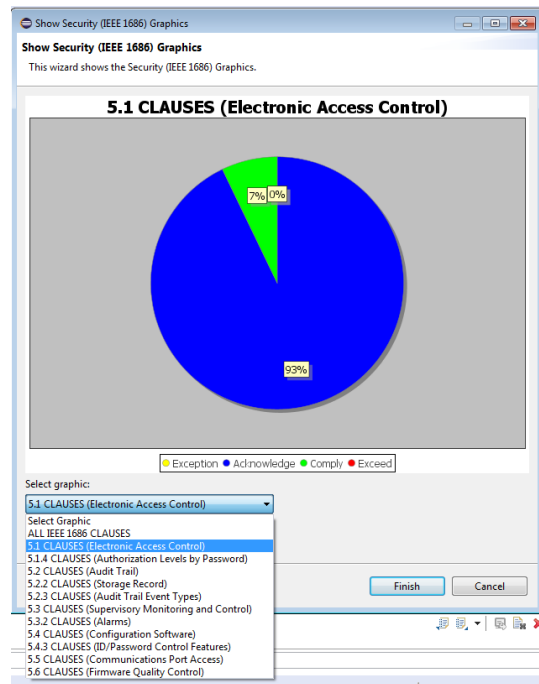 Show Security (IEEE 1686) Graphics
Show Security (IEEE 1686) Graphics
This wizard shows the Security (IEEE 1686) Graphics.
5.1 CLAUSES (Electronic Access Control)
7% 0%
93%
Exception Acknowledge Comply Exceed
Select graphic:
5.1 CLAUSES (Electronic Access Control)
Select Graphic
ALL IEEE 1686 CLAUSES
5.1 CLAUSES (Electronic Access Control)
5.1.4 CLAUSES (Authorization Levels by Password)
5.2 CLAUSES (Audit Trail)
5.2.2 CLAUSES (Storage Record)
5.2.3 CLAUSES (Audit Trail Event Types)
5.3 CLAUSES (Supervisory Monitoring and Control)
5.3.2 CLAUSES (Alarms)
5.4 CLAUSES (Configuration Software)
5.4.3 CLAUSES (ID/Password Control Features)
5.5 CLAUSES (Communications Port Access)
5.6 CLAUSES (Firmware Quality Control)
Finish Cancel